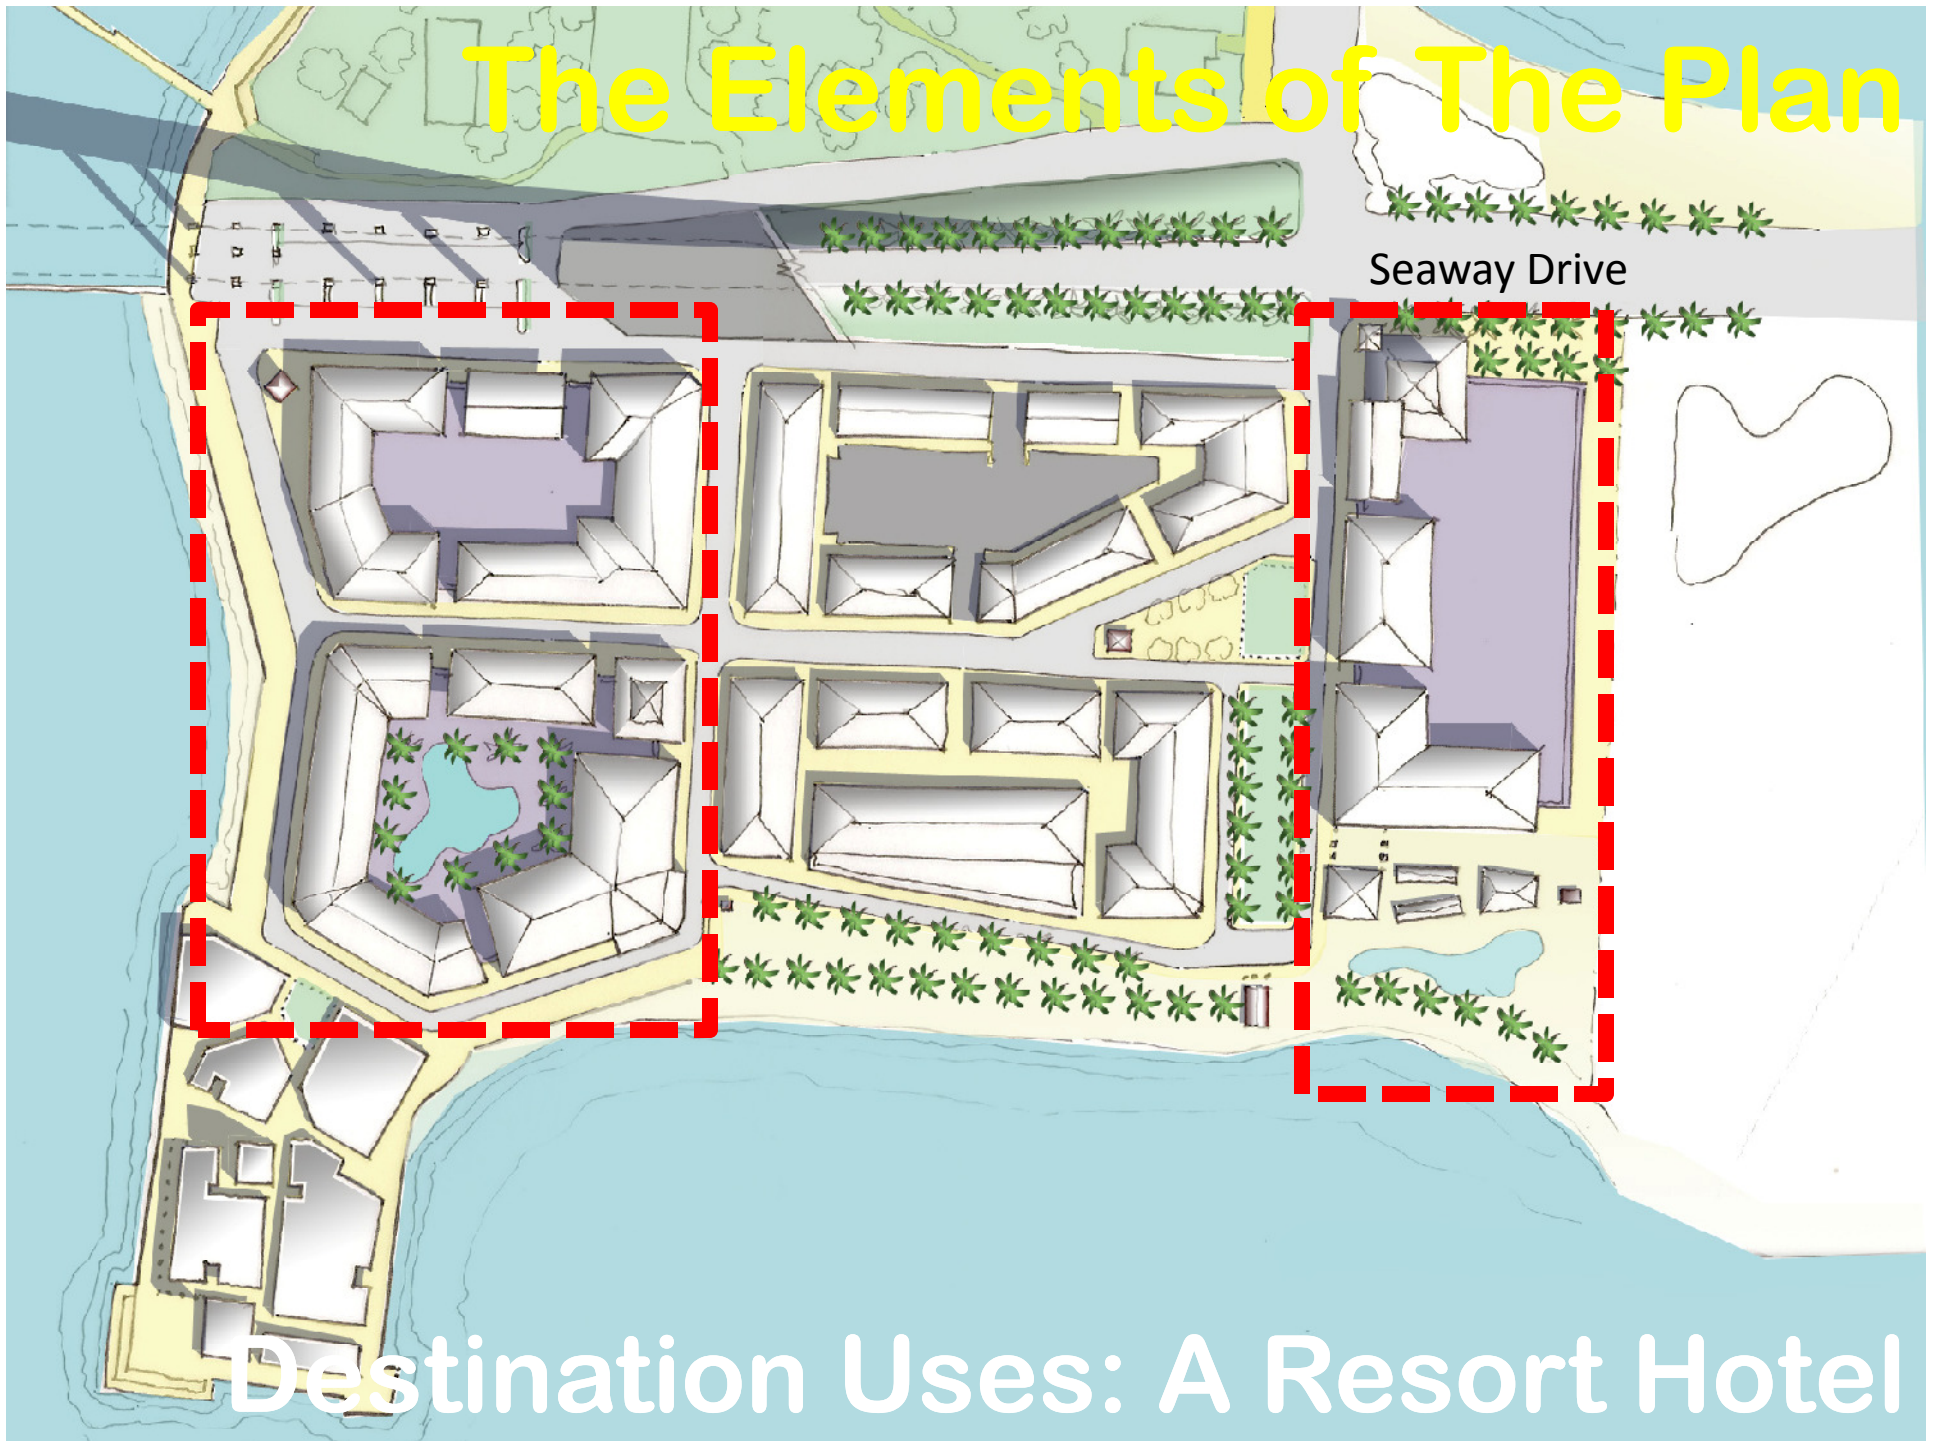 The Elements of The Plan
Seaway Drive
Destination Uses: A Resort Hotel